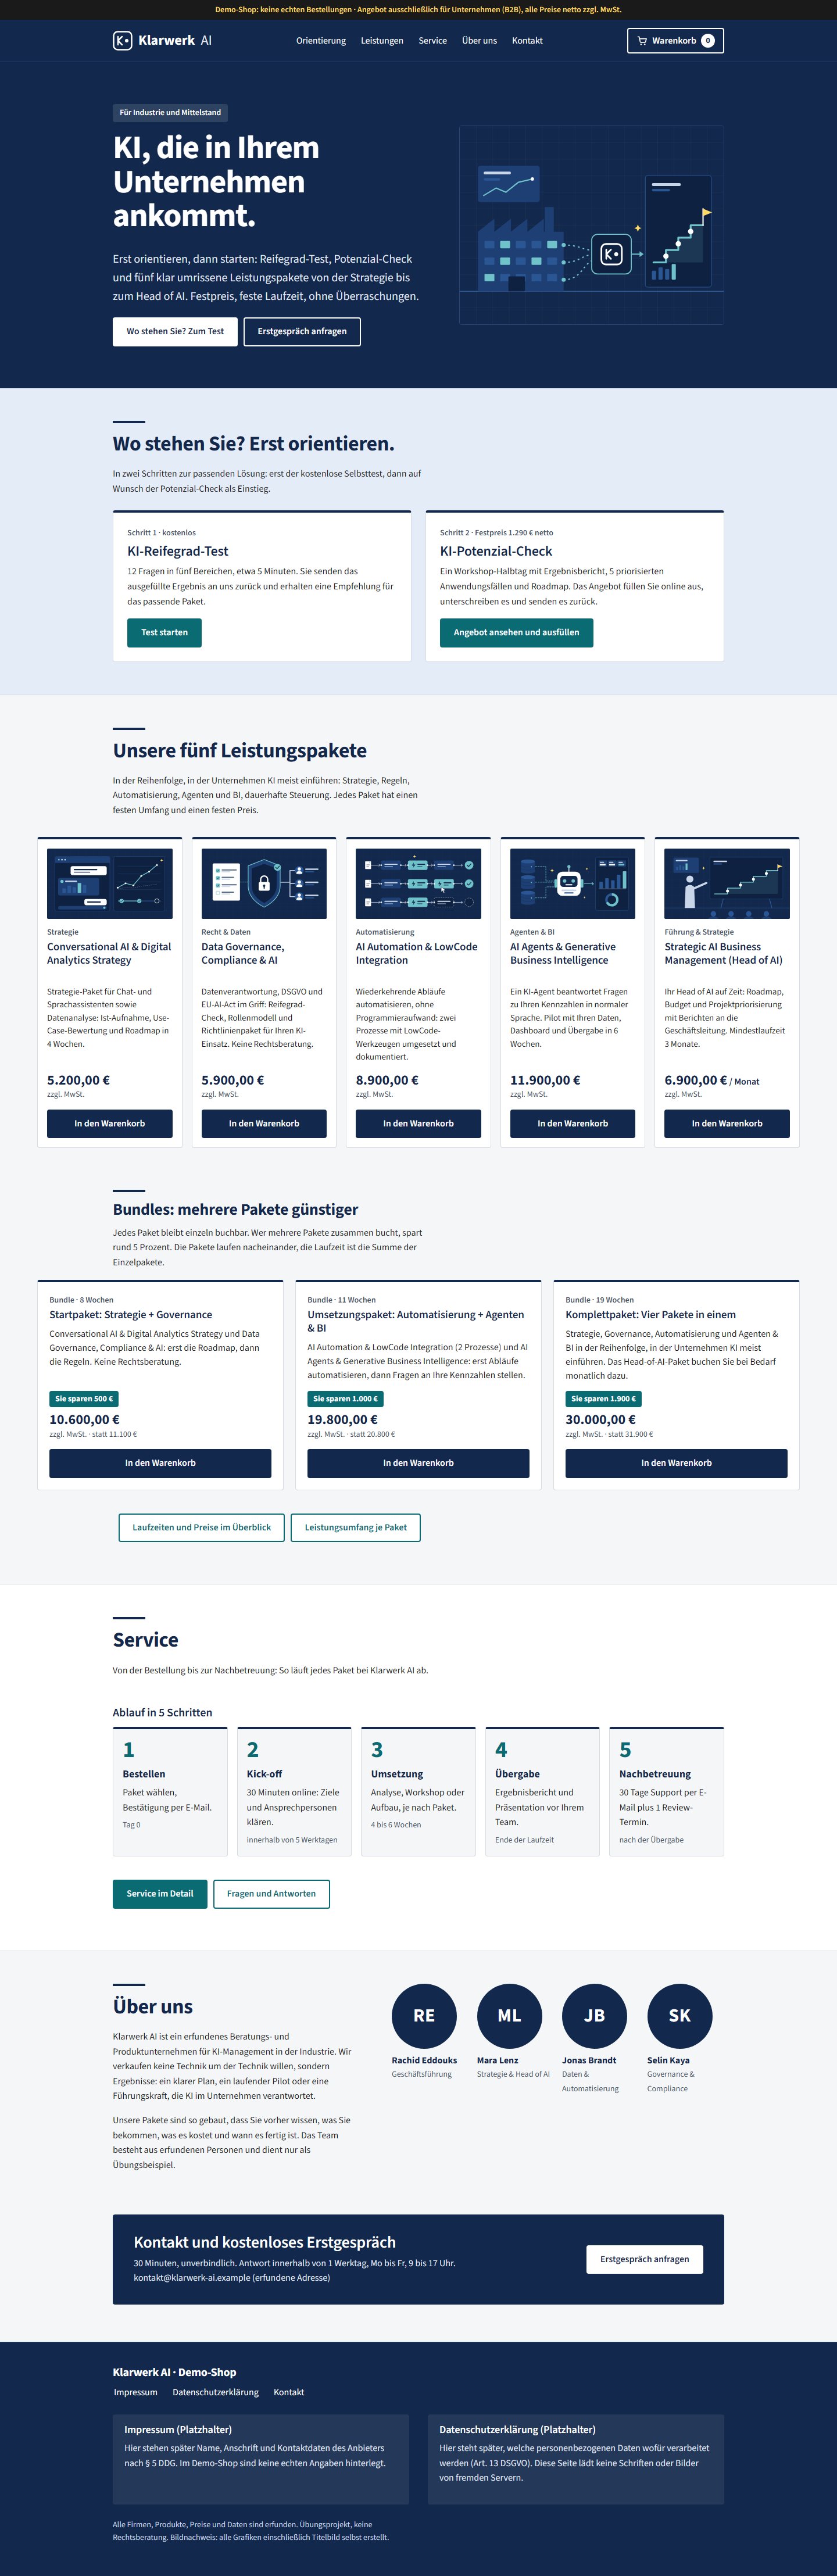 Demo-Shop: keine echten Bestellungen · Angebot ausschließlich für Unternehmen (B2B), alle Preise netto zzgl. MwSt.
K Klarwerk AI
Orientierung Leistungen Service Über uns Kontakt
Warenkorb 0
Für Industrie und Mittelstand
KI, die in Ihrem
Unternehmen
ankommt.
Erst orientieren, dann starten: Reifegrad-Test, Potenzial-Check
und fünf klar umrissene Leistungspakete von der Strategie bis
zum Head of AI. Festpreis, feste Laufzeit, ohne Überraschungen.
Wo stehen Sie? Zum Test
Erstgespräch anfragen
K
Wo stehen Sie? Erst orientieren.
In zwei Schritten zur passenden Lösung: erst der kostenlose Selbsttest, dann auf
Wunsch der Potenzial-Check als Einstieg.
Schritt 1 · kostenlos
KI-Reifegrad-Test
12 Fragen in fünf Bereichen, etwa 5 Minuten. Sie senden das
ausgefüllte Ergebnis an uns zurück und erhalten eine Empfehlung für
das passende Paket.
Test starten
Schritt 2 · Festpreis 1.290 € netto
KI-Potenzial-Check
Ein Workshop-Halbtag mit Ergebnisbericht, 5 priorisierten
Anwendungsfällen und Roadmap. Das Angebot füllen Sie online aus,
unterschreiben es und senden es zurück.
Angebot ansehen und ausfüllen
Unsere fünf Leistungspakete
In der Reihenfolge, in der Unternehmen KI meist einführen: Strategie, Regeln,
Automatisierung, Agenten und BI, dauerhafte Steuerung. Jedes Paket hat einen
festen Umfang und einen festen Preis.
Strategie
Conversational AI & Digital
Analytics Strategy
Strategie-Paket für Chat- und
Sprachassistenten sowie
Datenanalyse: Ist-Aufnahme, Use-
Case-Bewertung und Roadmap in
4 Wochen.
5.200,00 €
zzgl. MwSt.
In den Warenkorb
Recht & Daten
Data Governance,
Compliance & AI
Datenverantwortung, DSGVO und
EU-AI-Act im Griff: Reifegrad-
Check, Rollenmodell und
Richtlinienpaket für Ihren KI-
Einsatz. Keine Rechtsberatung.
5.900,00 €
zzgl. MwSt.
In den Warenkorb
Automatisierung
AI Automation & LowCode
Integration
Wiederkehrende Abläufe
automatisieren, ohne
Programmieraufwand: zwei
Prozesse mit LowCode-
Werkzeugen umgesetzt und
dokumentiert.
8.900,00 €
zzgl. MwSt.
In den Warenkorb
Agenten & BI
AI Agents & Generative
Business Intelligence
Ein KI-Agent beantwortet Fragen
zu Ihren Kennzahlen in normaler
Sprache. Pilot mit Ihren Daten,
Dashboard und Übergabe in 6
Wochen.
11.900,00 €
zzgl. MwSt.
In den Warenkorb
Führung & Strategie
Strategic AI Business
Management (Head of AI)
Ihr Head of AI auf Zeit: Roadmap,
Budget und Projektpriorisierung
mit Berichten an die
Geschäftsleitung. Mindestlaufzeit
3 Monate.
6.900,00 € / Monat
zzgl. MwSt.
In den Warenkorb
Bundles: mehrere Pakete günstiger
Jedes Paket bleibt einzeln buchbar. Wer mehrere Pakete zusammen bucht, spart
rund 5 Prozent. Die Pakete laufen nacheinander, die Laufzeit ist die Summe der
Einzelpakete.
Bundle · 8 Wochen
Startpaket: Strategie + Governance
Conversational AI & Digital Analytics Strategy und Data
Governance, Compliance & AI: erst die Roadmap, dann
die Regeln. Keine Rechtsberatung.
Sie sparen 500 €
10.600,00 €
zzgl. MwSt. · statt 11.100 €
In den Warenkorb
Bundle · 11 Wochen
Umsetzungspaket: Automatisierung + Agenten
& BI
AI Automation & LowCode Integration (2 Prozesse) und AI
Agents & Generative Business Intelligence: erst Abläufe
automatisieren, dann Fragen an Ihre Kennzahlen stellen.
Sie sparen 1.000 €
19.800,00 €
zzgl. MwSt. · statt 20.800 €
In den Warenkorb
Bundle · 19 Wochen
Komplettpaket: Vier Pakete in einem
Strategie, Governance, Automatisierung und Agenten &
BI in der Reihenfolge, in der Unternehmen KI meist
einführen. Das Head-of-AI-Paket buchen Sie bei Bedarf
monatlich dazu.
Sie sparen 1.900 €
30.000,00 €
zzgl. MwSt. · statt 31.900 €
In den Warenkorb
Laufzeiten und Preise im Überblick
Leistungsumfang je Paket
Service
Von der Bestellung bis zur Nachbetreuung: So läuft jedes Paket bei Klarwerk AI ab.
Ablauf in 5 Schritten
1
Bestellen
Paket wählen,
Bestätigung per E-Mail.
Tag 0
2
Kick-off
30 Minuten online: Ziele
und Ansprechpersonen
klären.
innerhalb von 5 Werktagen
3
Umsetzung
Analyse, Workshop oder
Aufbau, je nach Paket.
4 bis 6 Wochen
4
Übergabe
Ergebnisbericht und
Präsentation vor Ihrem
Team.
Ende der Laufzeit
5
Nachbetreuung
30 Tage Support per E-
Mail plus 1 Review-
Termin.
nach der Übergabe
Service im Detail
Fragen und Antworten
Über uns
Klarwerk AI ist ein erfundenes Beratungs- und
Produktunternehmen für KI-Management in der Industrie. Wir
verkaufen keine Technik um der Technik willen, sondern
Ergebnisse: ein klarer Plan, ein laufender Pilot oder eine
Führungskraft, die KI im Unternehmen verantwortet.
Unsere Pakete sind so gebaut, dass Sie vorher wissen, was Sie
bekommen, was es kostet und wann es fertig ist. Das Team
besteht aus erfundenen Personen und dient nur als
Übungsbeispiel.
RE
Rachid Eddouks
Geschäftsführung
ML
Mara Lenz
Strategie & Head of AI
JB
Jonas Brandt
Daten &
Automatisierung
SK
Selin Kaya
Governance &
Compliance
Kontakt und kostenloses Erstgespräch
30 Minuten, unverbindlich. Antwort innerhalb von 1 Werktag, Mo bis Fr, 9 bis 17 Uhr.
kontakt@klarwerk-ai.example (erfundene Adresse)
Erstgespräch anfragen
Klarwerk AI · Demo-Shop
Impressum Datenschutzerklärung Kontakt
Impressum (Platzhalter)
Hier stehen später Name, Anschrift und Kontaktdaten des Anbieters
nach § 5 DDG. Im Demo-Shop sind keine echten Angaben hinterlegt.
Datenschutzerklärung (Platzhalter)
Hier steht später, welche personenbezogenen Daten wofür verarbeitet
werden (Art. 13 DSGVO). Diese Seite lädt keine Schriften oder Bilder
von fremden Servern.
Alle Firmen, Produkte, Preise und Daten sind erfunden. Übungsprojekt, keine
Rechtsberatung. Bildnachweis: alle Grafiken einschließlich Titelbild selbst erstellt.